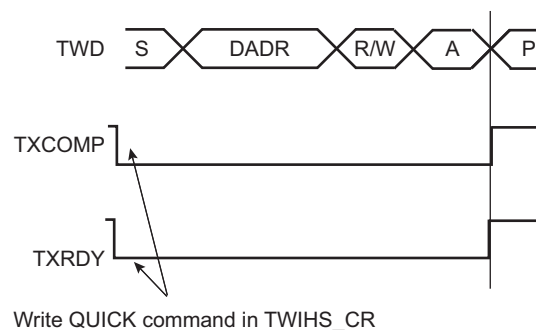 TWD S DADR R/W A P
TXCOMP
TXRDY
Write QUICK command in TWIHS_CR